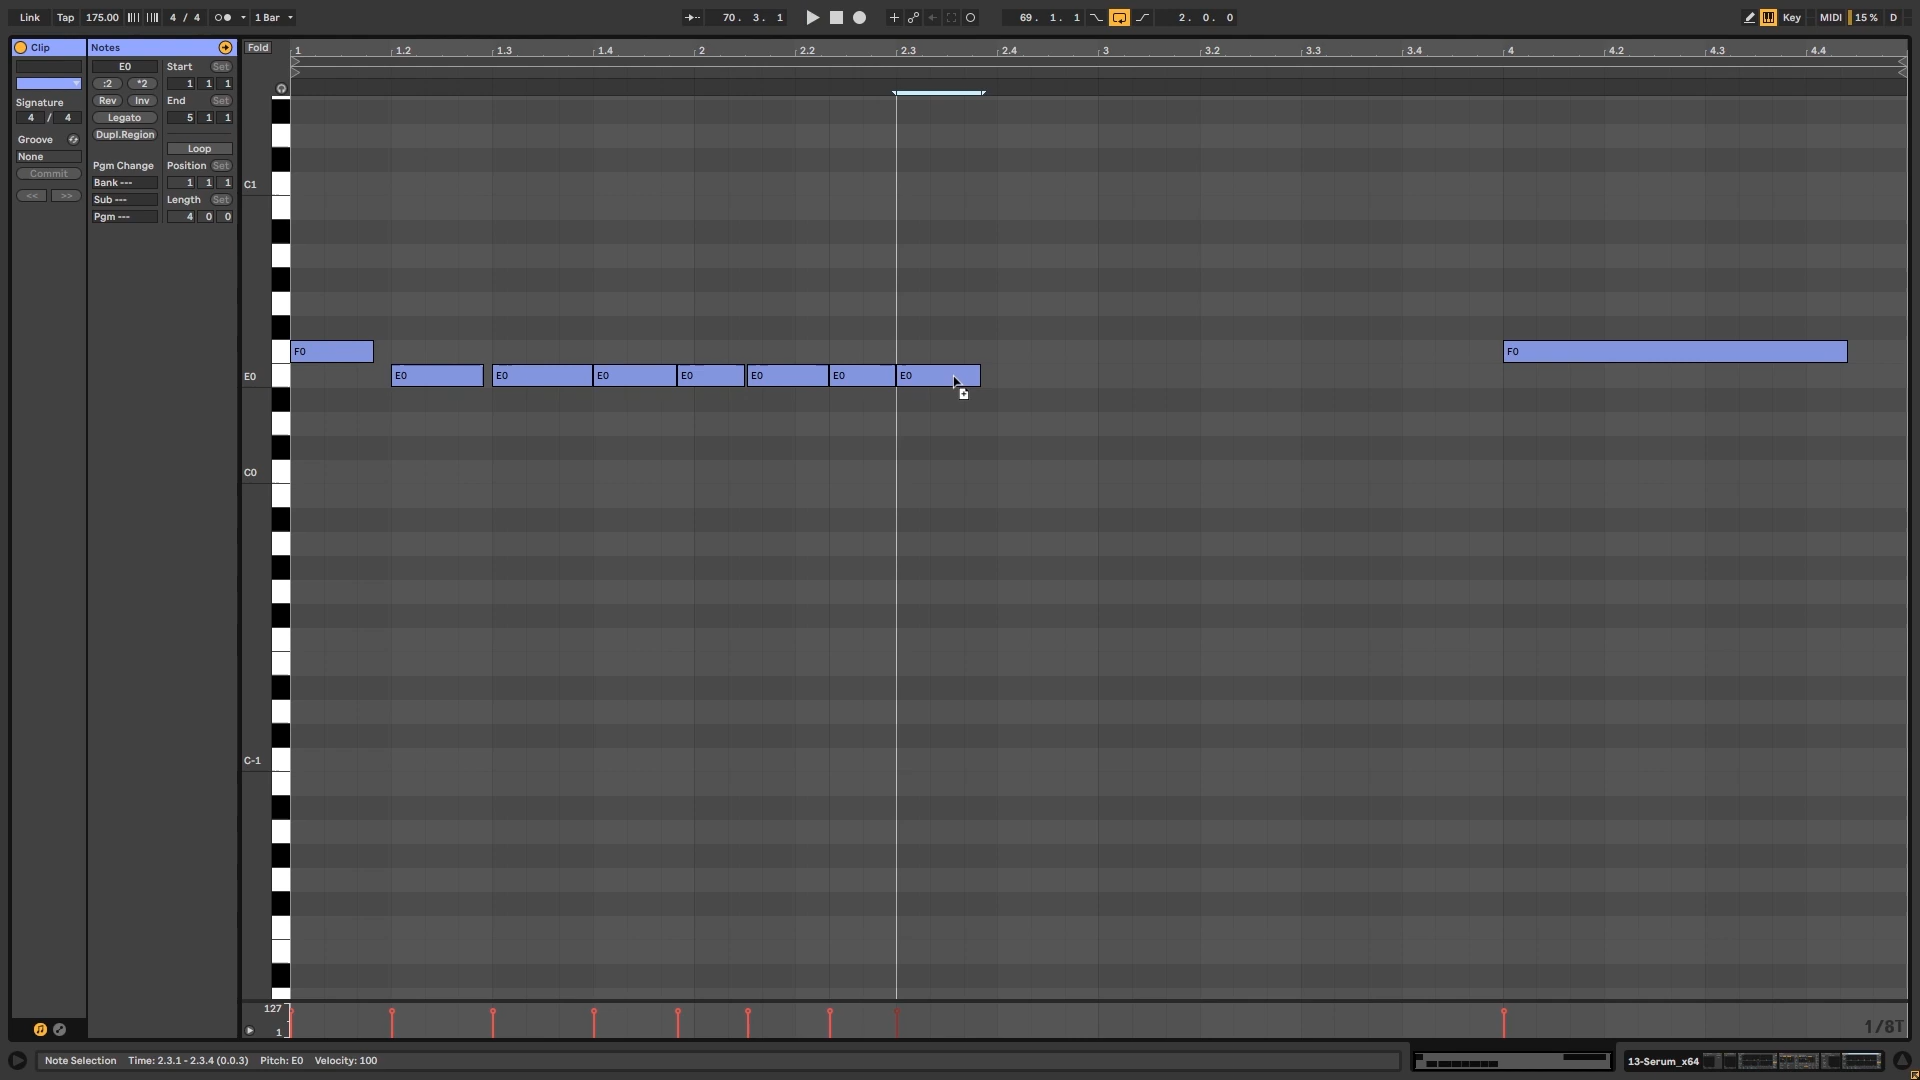 Link Tap 175.00 4 / 4 1 Bar 70. 3. 1 69. 1. 1 2. 0. 0 Key MIDI 15 % D
Clip Notes Fold 1 1.2 1.3 1.4 2 2.2 2.3 2.4 3 3.2 3.3 3.4 4 4.2 4.3 4.4
E0 Start Set
:2 *2 1 1 1
Signature Rev Inv End Set
4 / 4 Legato 5 1 1
Groove Dupl.Region
None Loop
Commit Pgm Change Position Set
<< >> Bank --- 1 1 1
Sub --- Length Set
Pgm --- 4 0 0
C1
F0 F0
E0 E0 E0 E0 E0 E0 E0 E0
C0
C-1
127
1
1/8T
Note Selection Time: 2.3.1 - 2.3.4 (0.0.3) Pitch: E0 Velocity: 100 13-Serum_x64